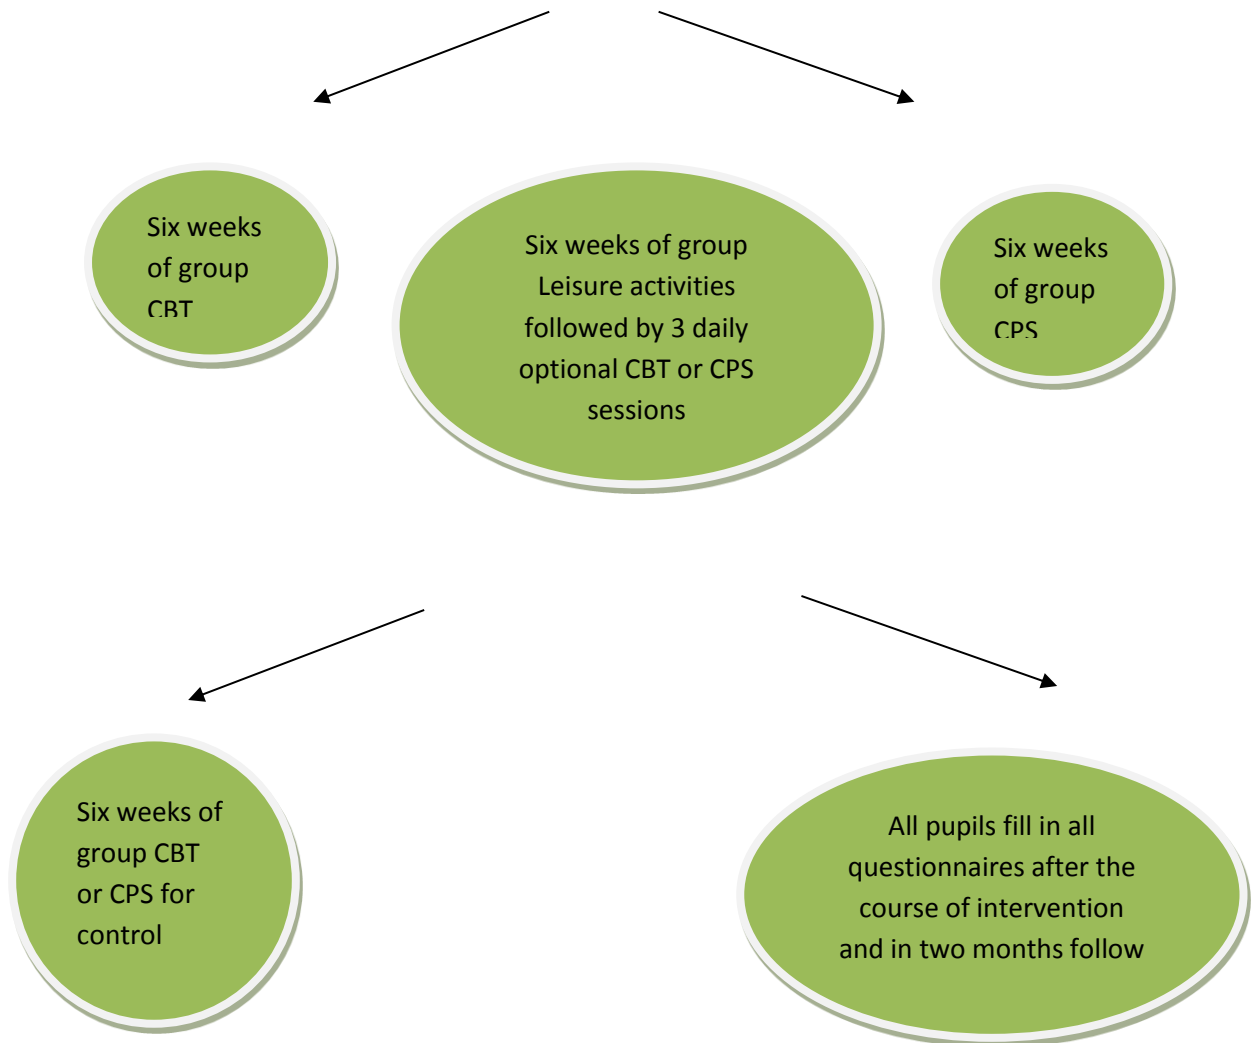 Six weeks
of group
CBT
Six weeks of group
Leisure activities
followed by 3 daily
optional CBT or CPS
sessions
Six weeks
of group
CPS
Six weeks of
group CBT
or CPS for
control
All pupils fill in all
questionnaires after the
course of intervention
and in two months follow